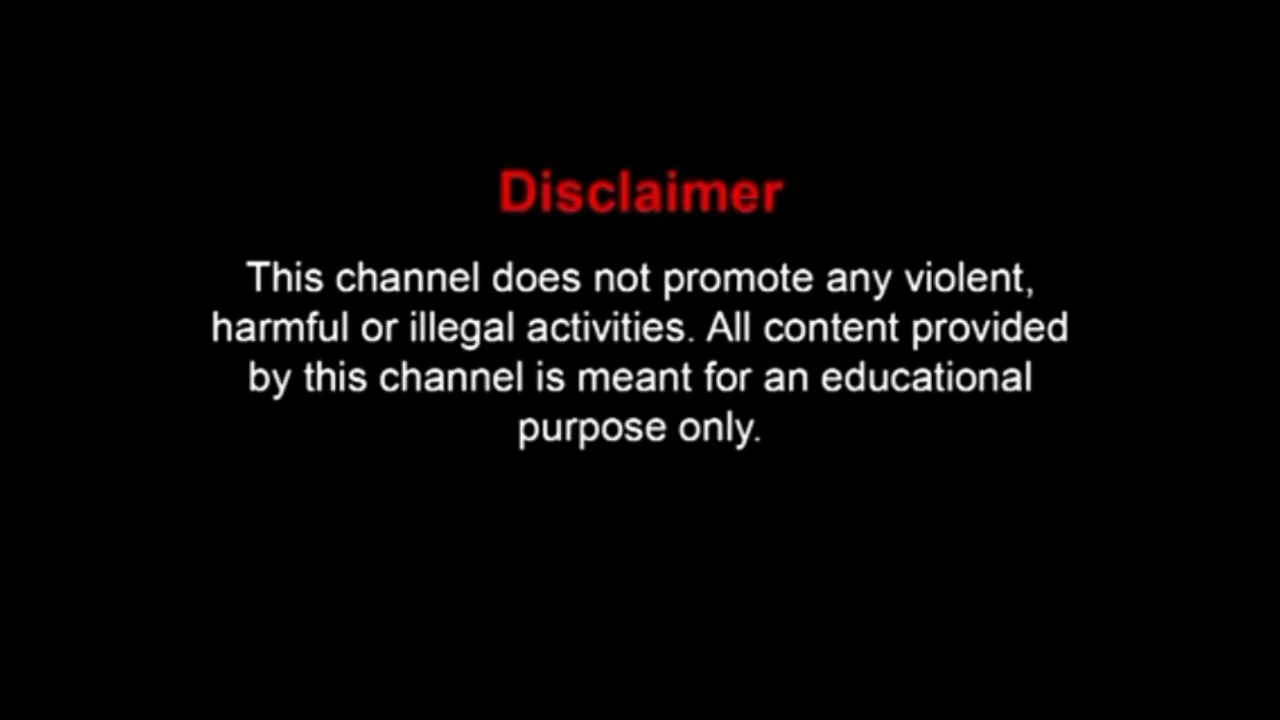 Disclaimer
This channel does not promote any violent,
harmful or illegal activities. All content provided
by this channel is meant for an educational
purpose only.